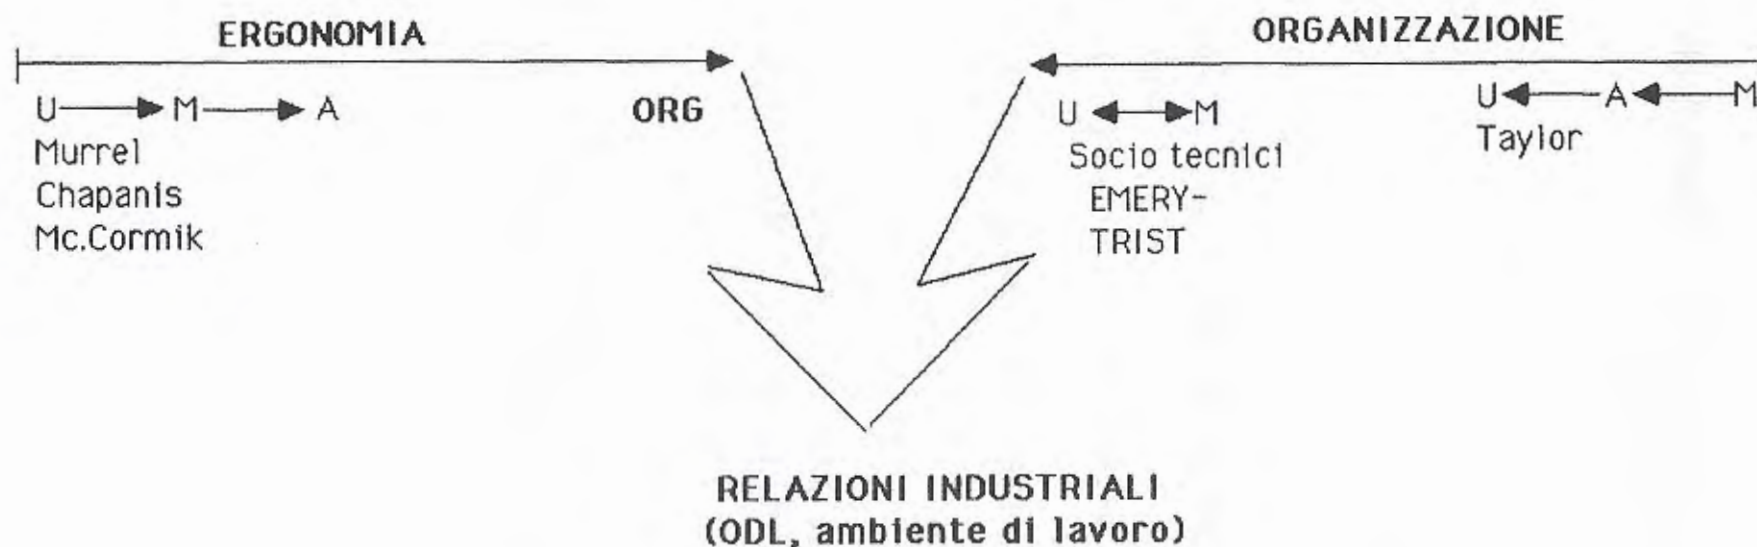 ERGONOMIA
U M A
Murrel
Chapanis
Mc.Cormik
ORG
ORGANIZZAZIONE
U M
Socio tecnici
EMERY-
TRIST
U A M
Taylor
RELAZIONI INDUSTRIALI
(ODL, ambiente di lavoro)